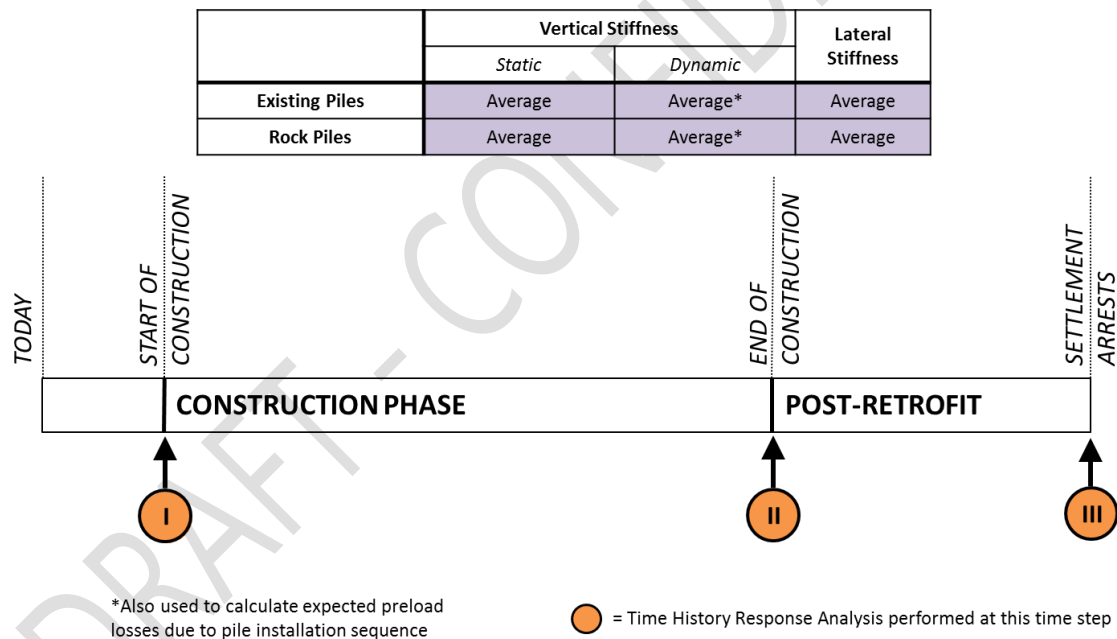 Vertical Stiffness
Lateral
Stiffness
Static Dynamic
Existing Piles Average Average* Average
Rock Piles Average Average* Average
TODAY
START OF
CONSTRUCTION
END OF
CONSTRUCTION
SETTLEMENT
ARRESTS
CONSTRUCTION PHASE POST-RETROFIT
I II III
*Also used to calculate expected preload
losses due to pile installation sequence
= Time History Response Analysis performed at this time step
DRAFT - CONFID